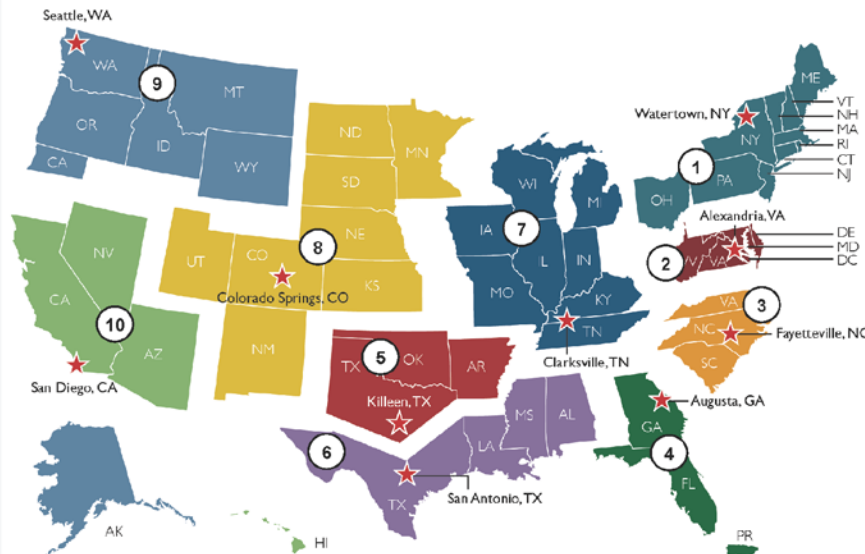 Seattle, WA
WA
9
MT
OR
ID
WY
CA
ND
MN
SD
NE
UT
CO
8
KS
Colorado Springs, CO
NM
NV
CA
10
AZ
San Diego, CA
WI
MI
IA
7
IL
IN
MO
KY
TN
Clarksville, TN
ME
VT
NH
MA
RI
CT
NJ
Watertown, NY
NY
1
PA
OH
Alexandria, VA
DE
MD
DC
2
VA
VA
3
NC
Fayetteville, NC
SC
5
TX
OK
AR
Killeen, TX
6
MS
AL
LA
TX
San Antonio, TX
Augusta, GA
GA
4
FL
AK
HI
PR